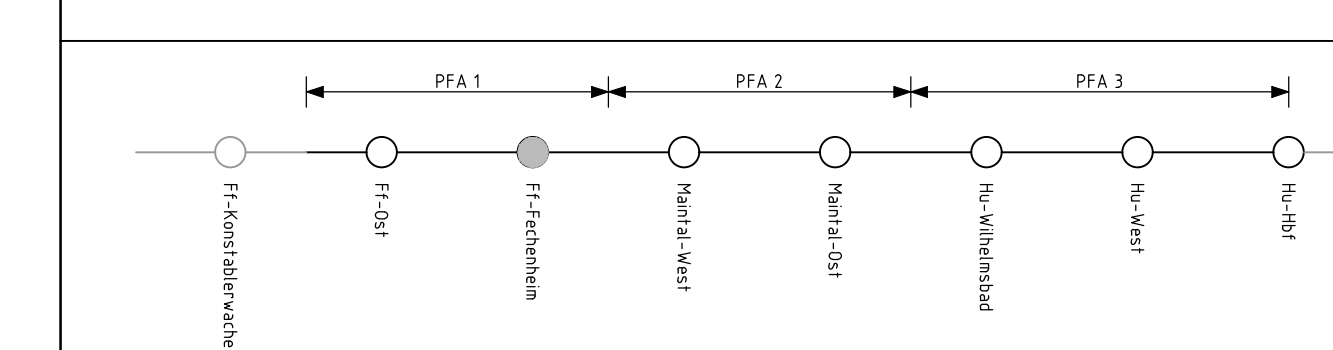 PFA 1
PFA 2
PFA 3
Ff-Konstablerwache
Ff-Ost
Ff-Fechenheim
Maintal-West
Maintal-Ost
Hu-Wilhelmsbad
Hu-West
Hu-Hbf